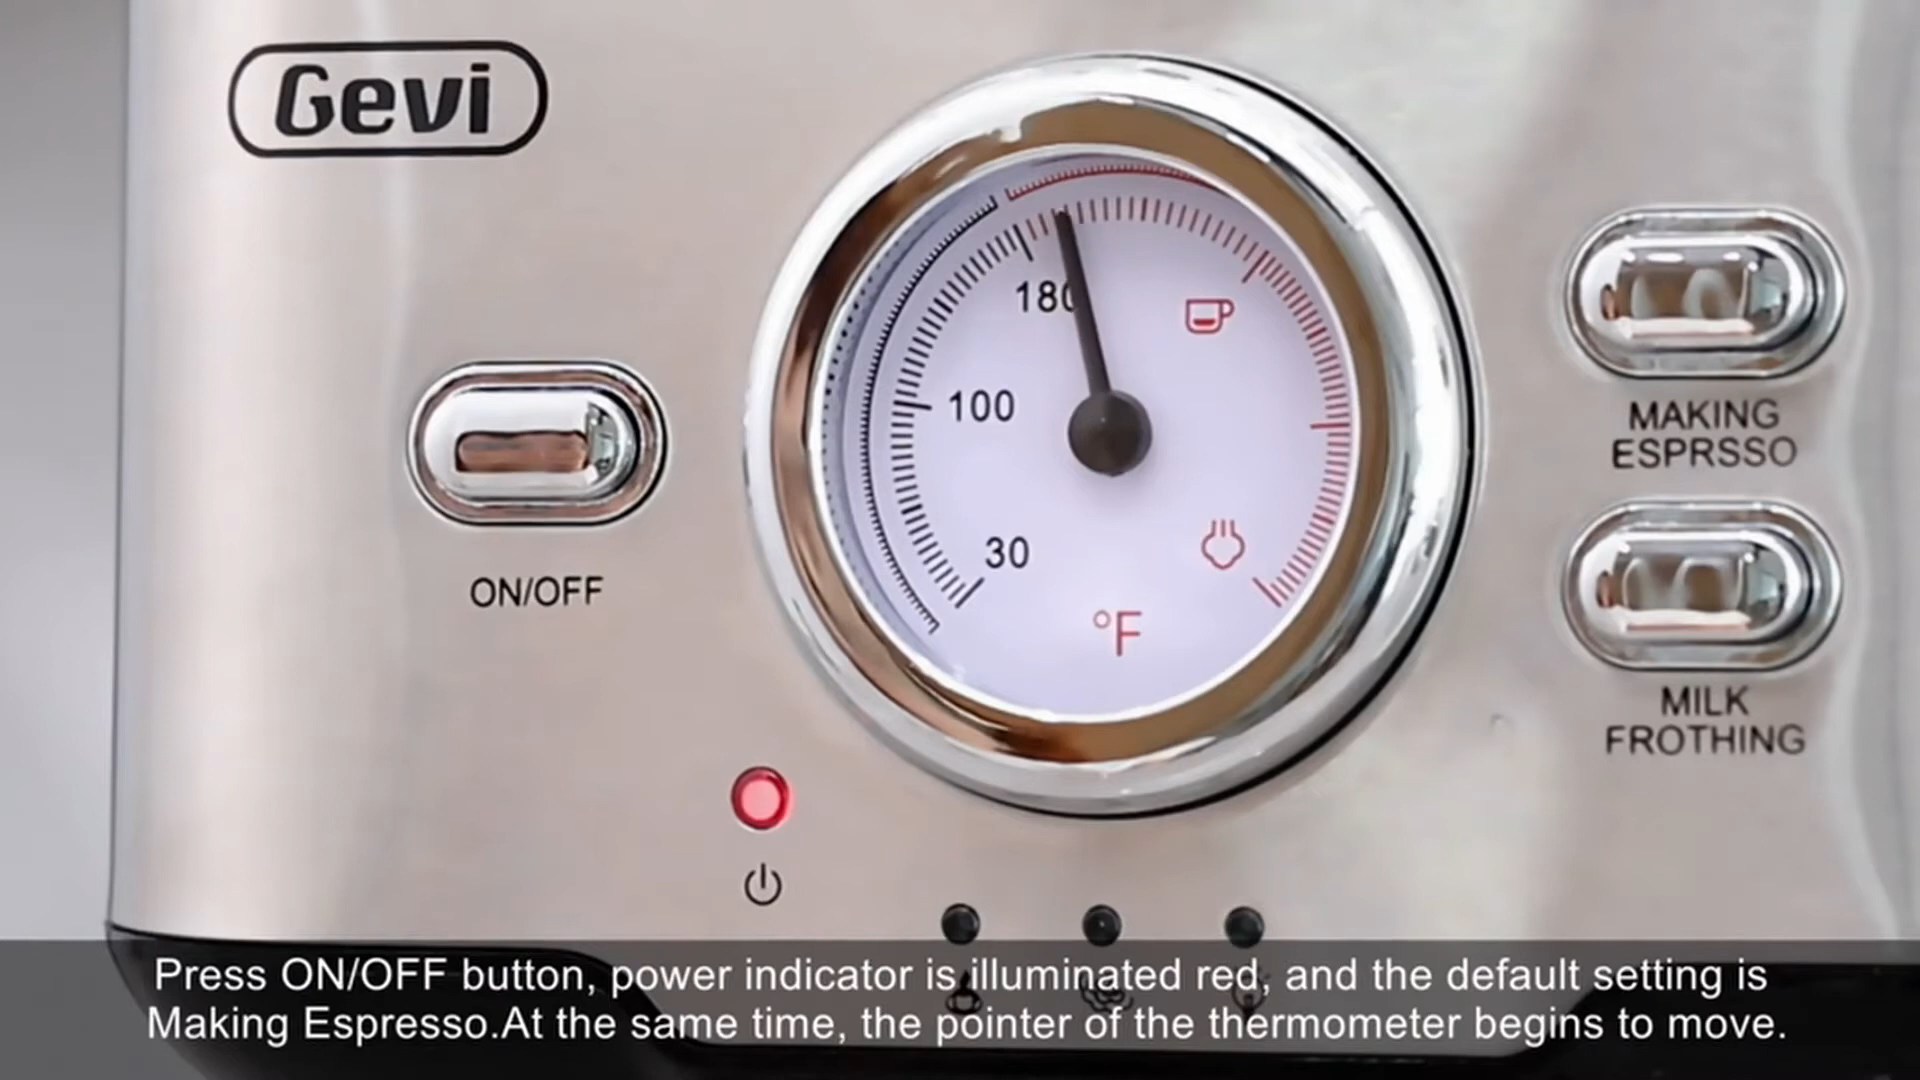 Gevi
180
100
30
°F
ON/OFF
MAKING
ESPRSSO
MILK
FROTHING
Press ON/OFF button, power indicator is illuminated red, and the default setting is
Making Espresso.At the same time, the pointer of the thermometer begins to move.